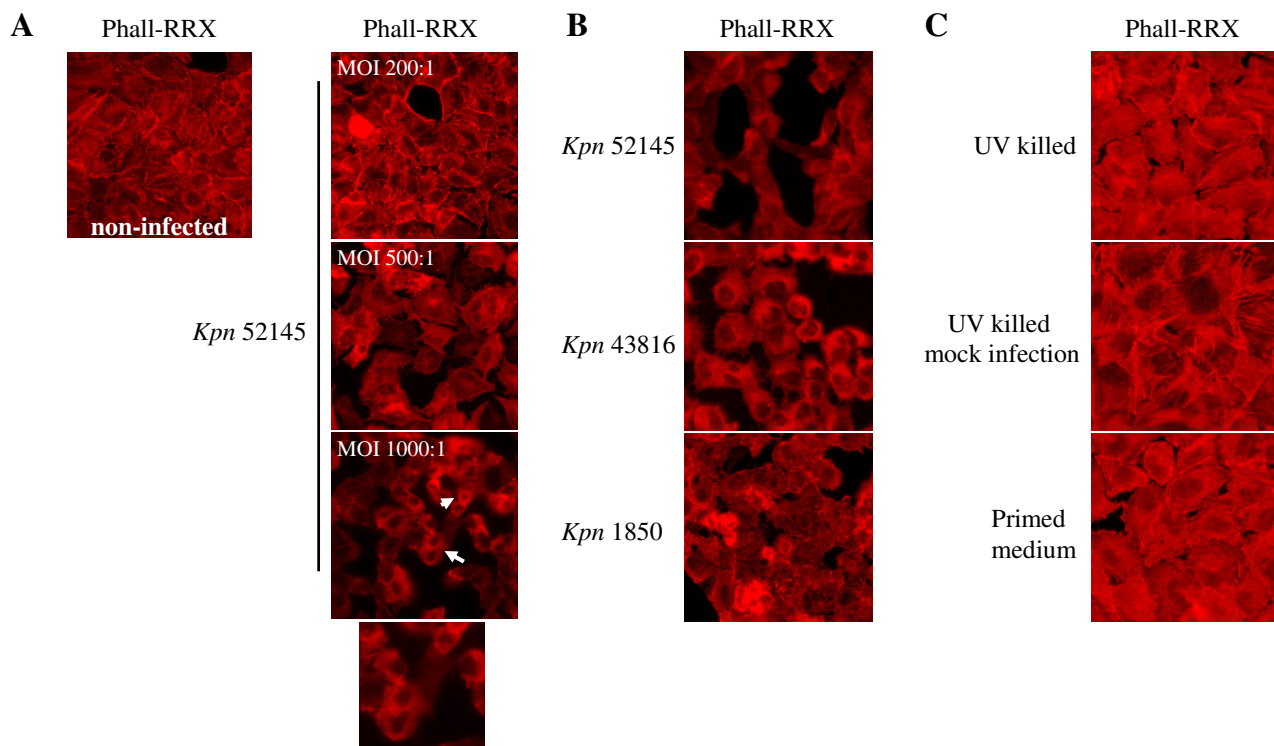 A
Phall-RRX
Phall-RRX
B
Phall-RRX
C
Phall-RRX
non-infected
MOI 200:1
MOI 500:1
MOI 1000:1
Kpn 52145
Kpn 52145
Kpn 43816
Kpn 1850
UV killed
UV killed
mock infection
Primed
medium